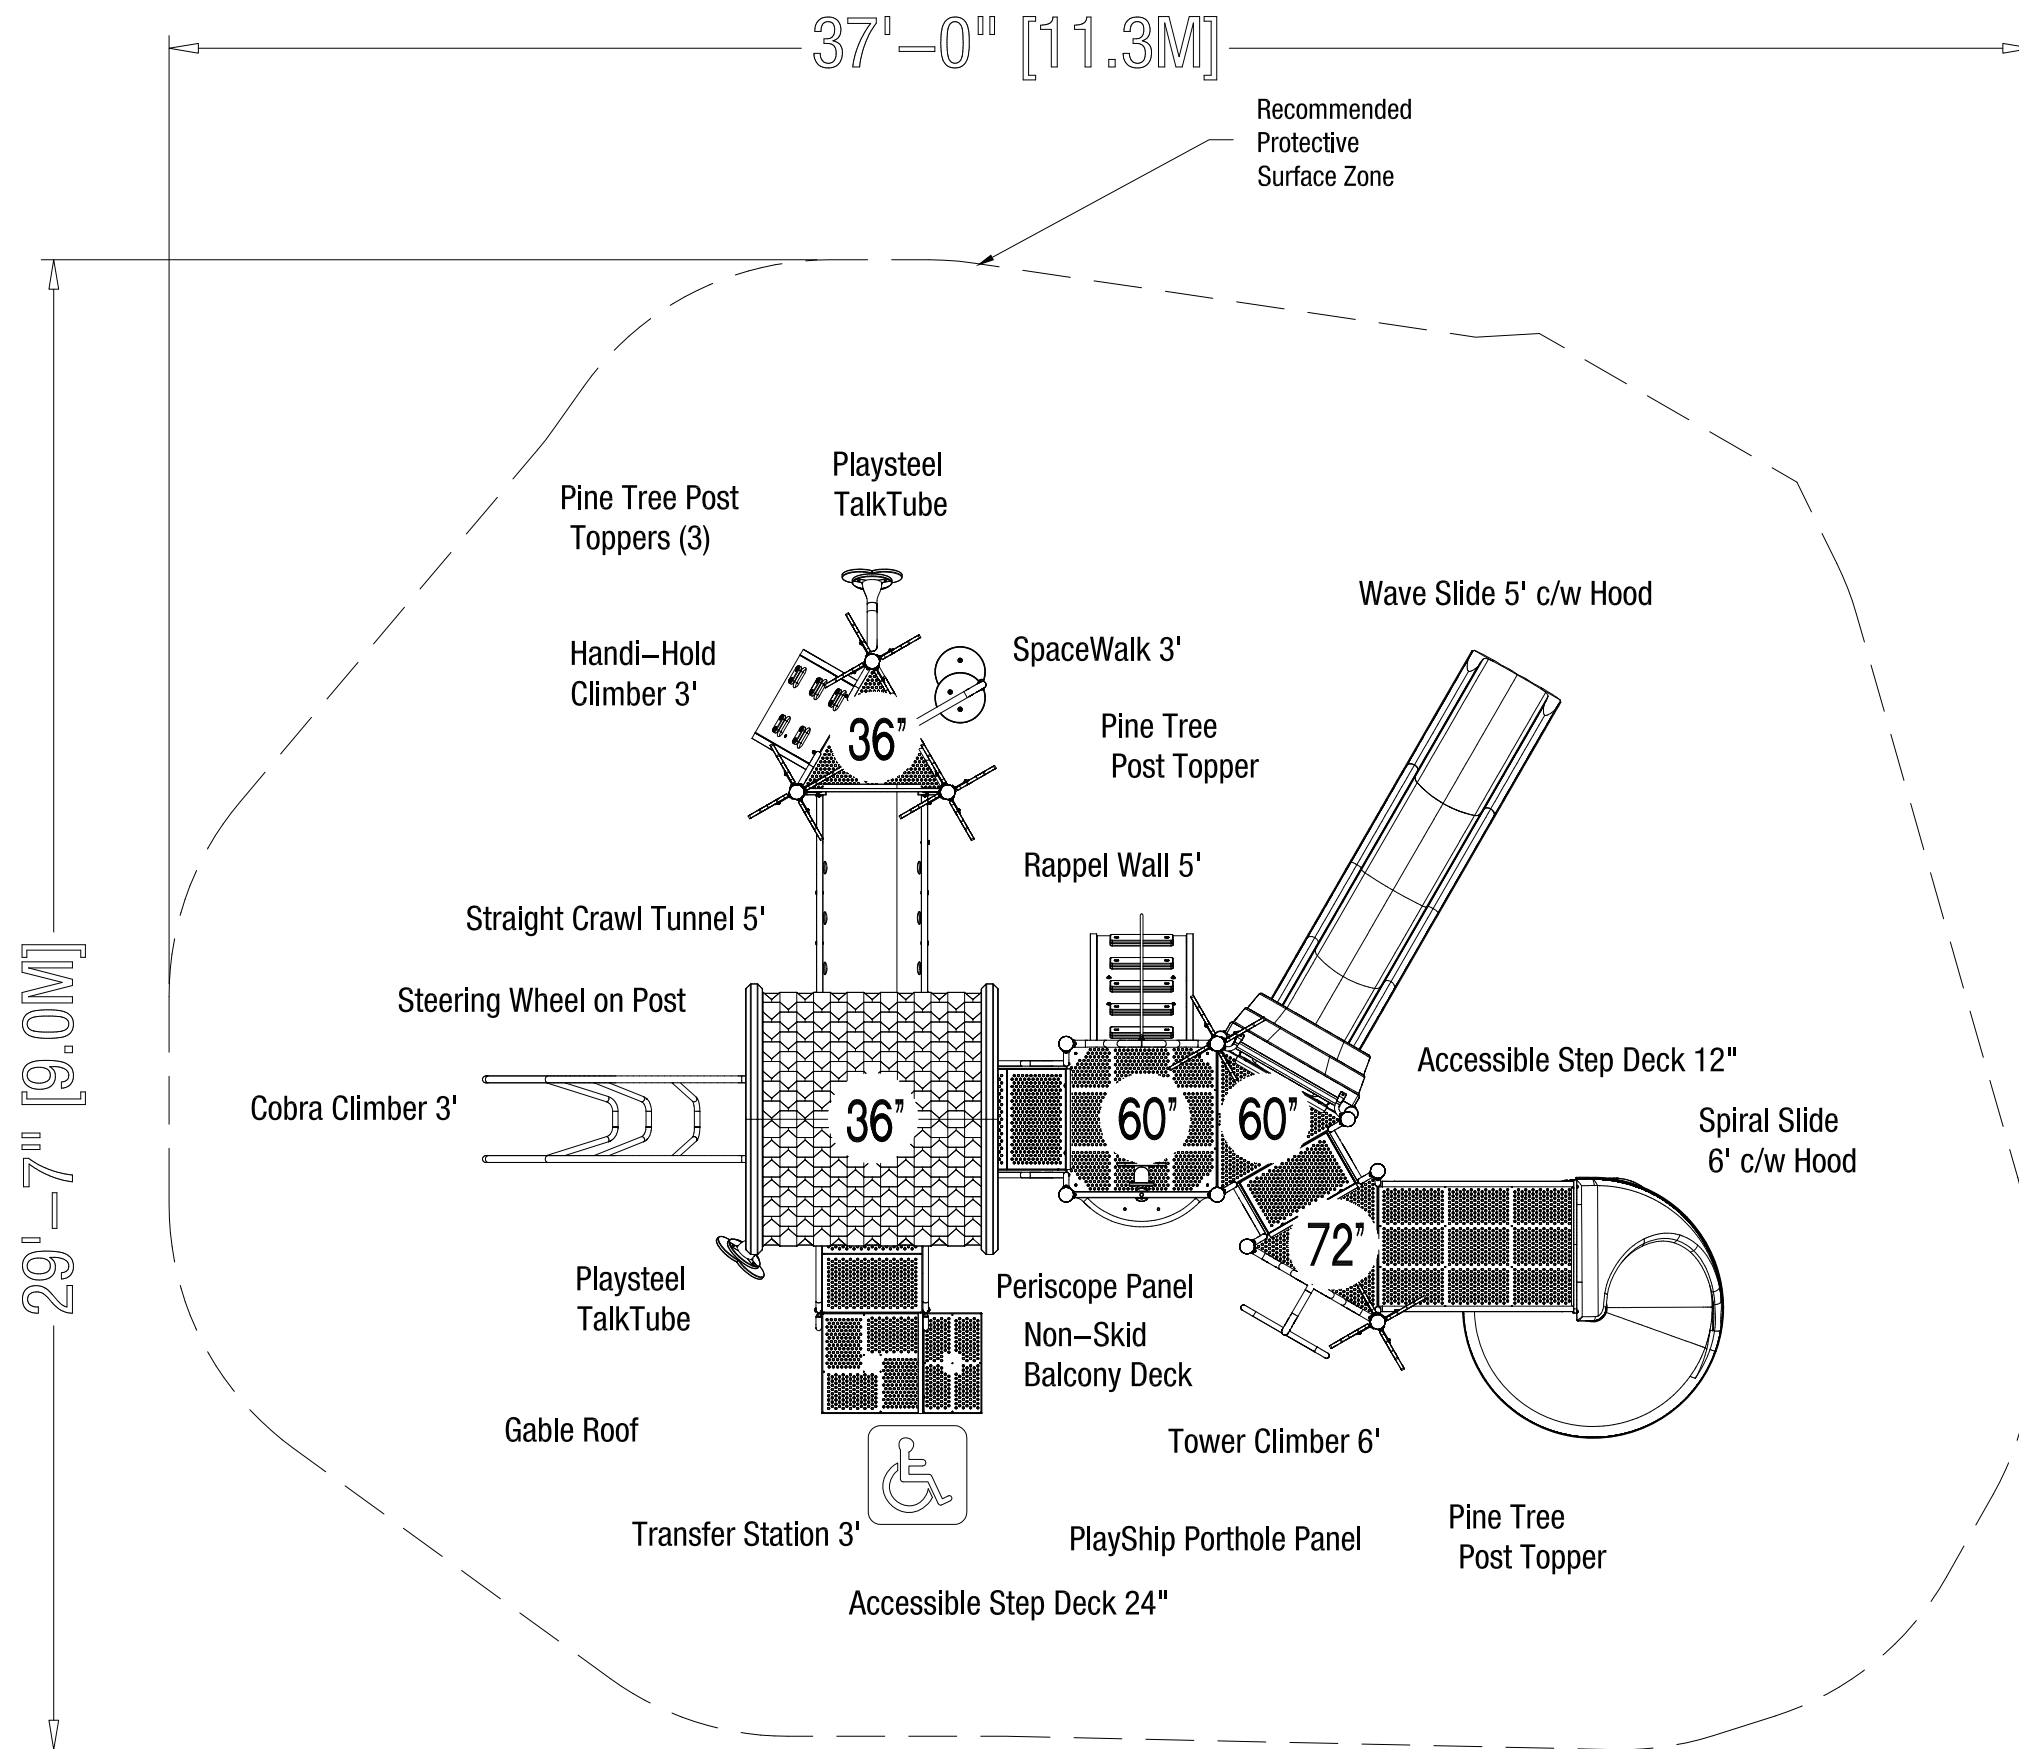 37'–0" [11.3M]
Recommended
Protective
Surface Zone
Playsteel
TalkTube
Pine Tree Post
Toppers (3)
Wave Slide 5' c/w Hood
Handi–Hold
Climber 3'
SpaceWalk 3'
36”
Pine Tree
Post Topper
Rappel Wall 5'
Straight Crawl Tunnel 5'
Steering Wheel on Post
29'–7" [9.0M]
Accessible Step Deck 12"
Cobra Climber 3'
36”
60”
60”
Spiral Slide
6' c/w Hood
72”
Playsteel
TalkTube
Periscope Panel
Non–Skid
Balcony Deck
Gable Roof
Tower Climber 6'
Transfer Station 3'
PlayShip Porthole Panel
Pine Tree
Post Topper
Accessible Step Deck 24"